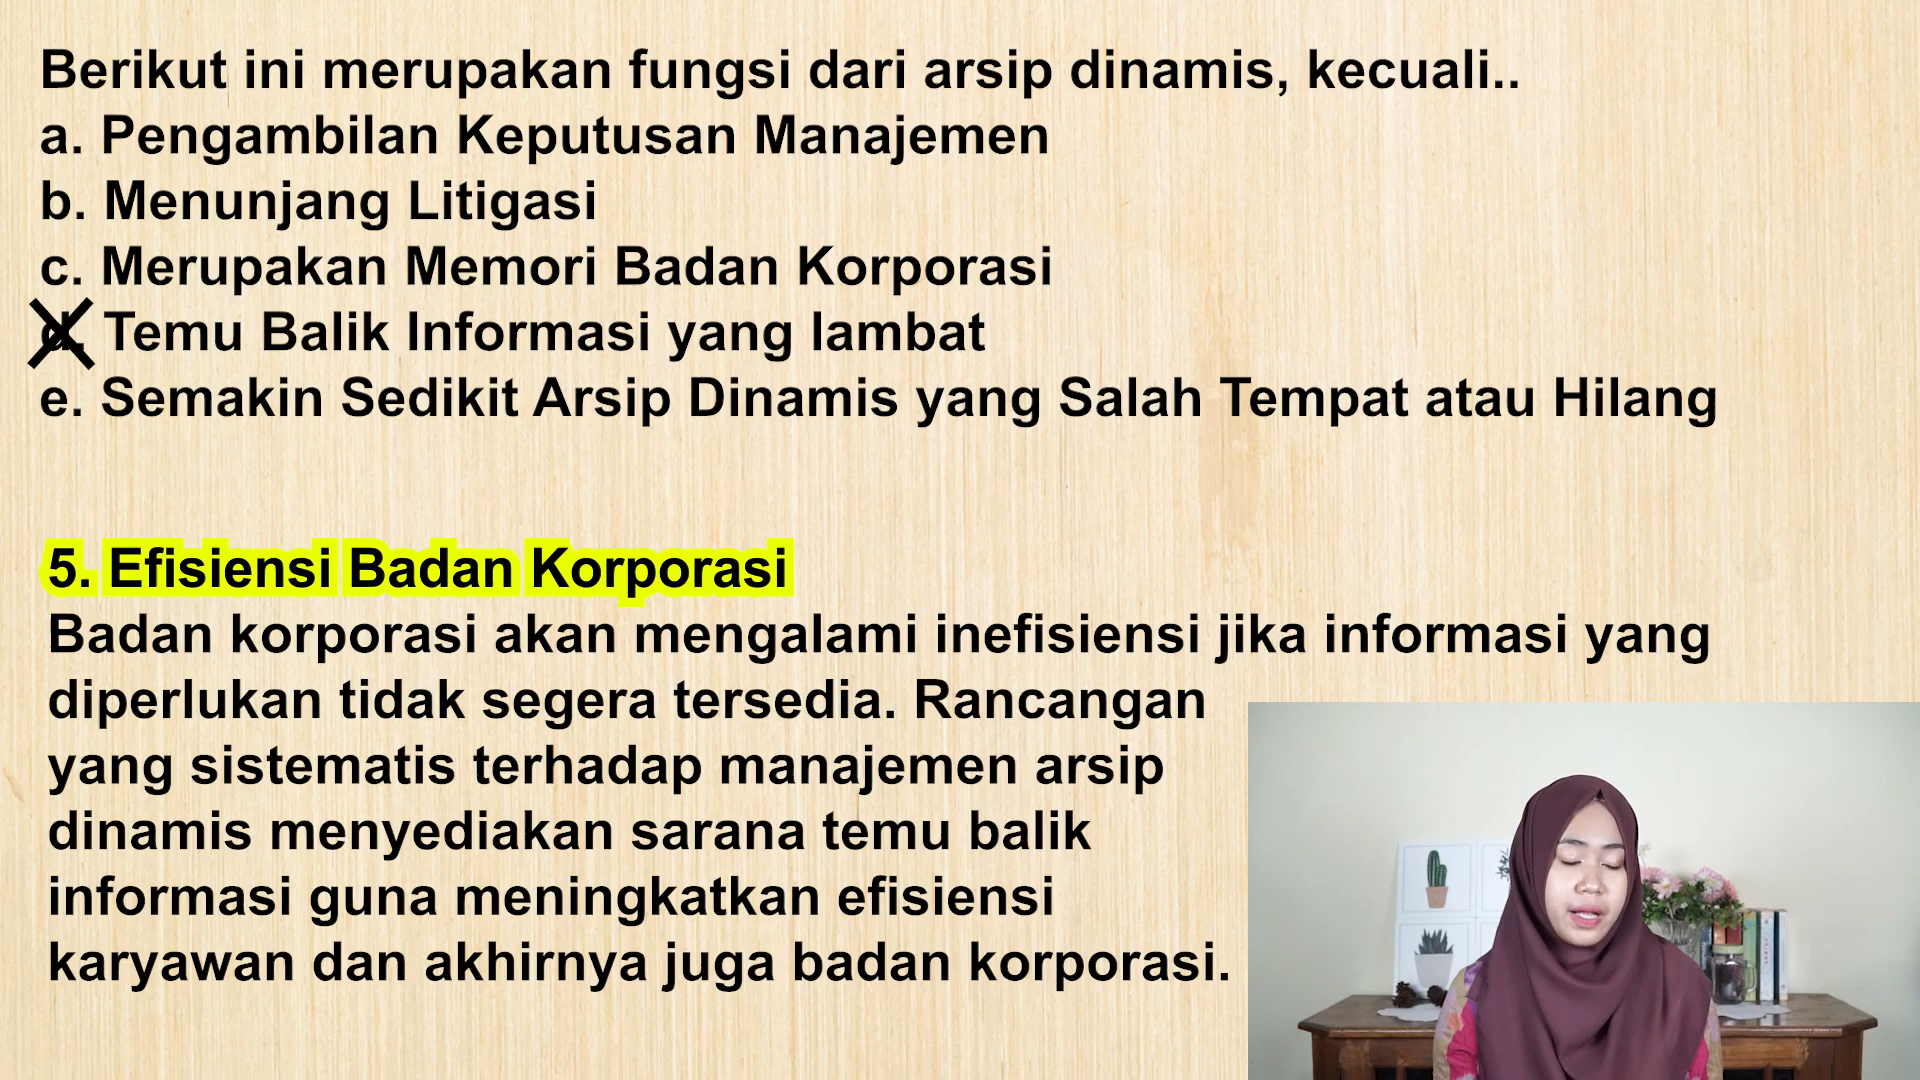 Berikut ini merupakan fungsi dari arsip dinamis, kecuali..
a. Pengambilan Keputusan Manajemen
b. Menunjang Litigasi
c. Merupakan Memori Badan Korporasi
d. Temu Balik Informasi yang lambat
e. Semakin Sedikit Arsip Dinamis yang Salah Tempat atau Hilang
5. Efisiensi Badan Korporasi
Badan korporasi akan mengalami inefisiensi jika informasi yang
diperlukan tidak segera tersedia. Rancangan
yang sistematis terhadap manajemen arsip
dinamis menyediakan sarana temu balik
informasi guna meningkatkan efisiensi
karyawan dan akhirnya juga badan korporasi.